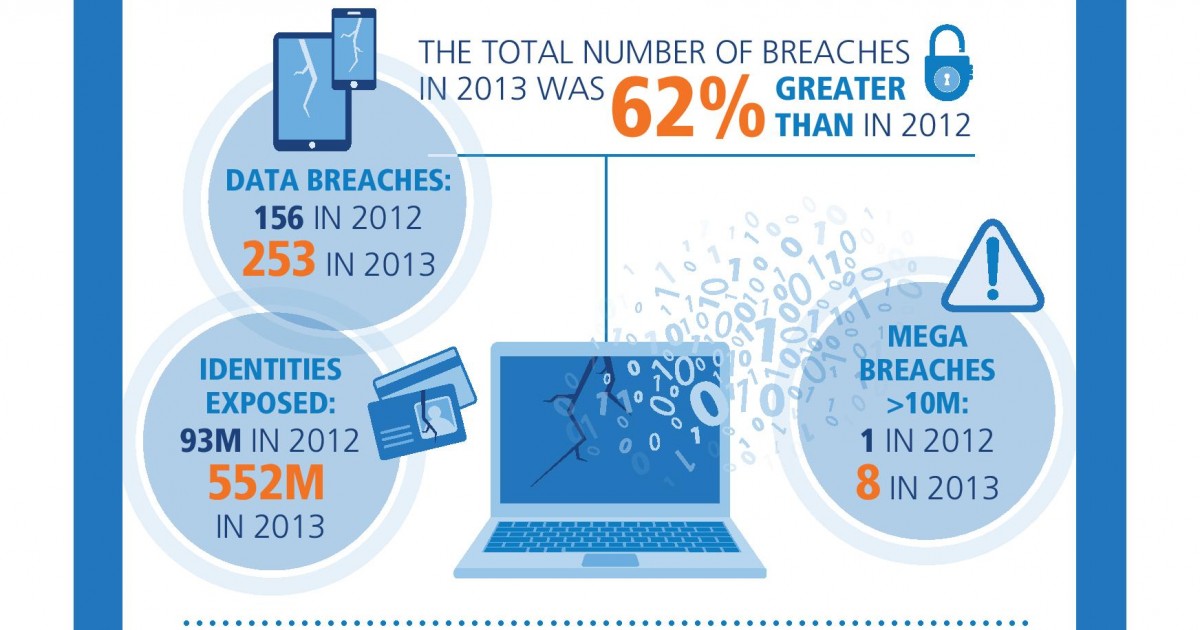 THE TOTAL NUMBER OF BREACHES
IN 2013 WAS 62% GREATER
THAN IN 2012
DATA BREACHES:
156 IN 2012
253 IN 2013
IDENTITIES
EXPOSED:
93M IN 2012
552M
IN 2013
MEGA
BREACHES
>10M:
1 IN 2012
8 IN 2013